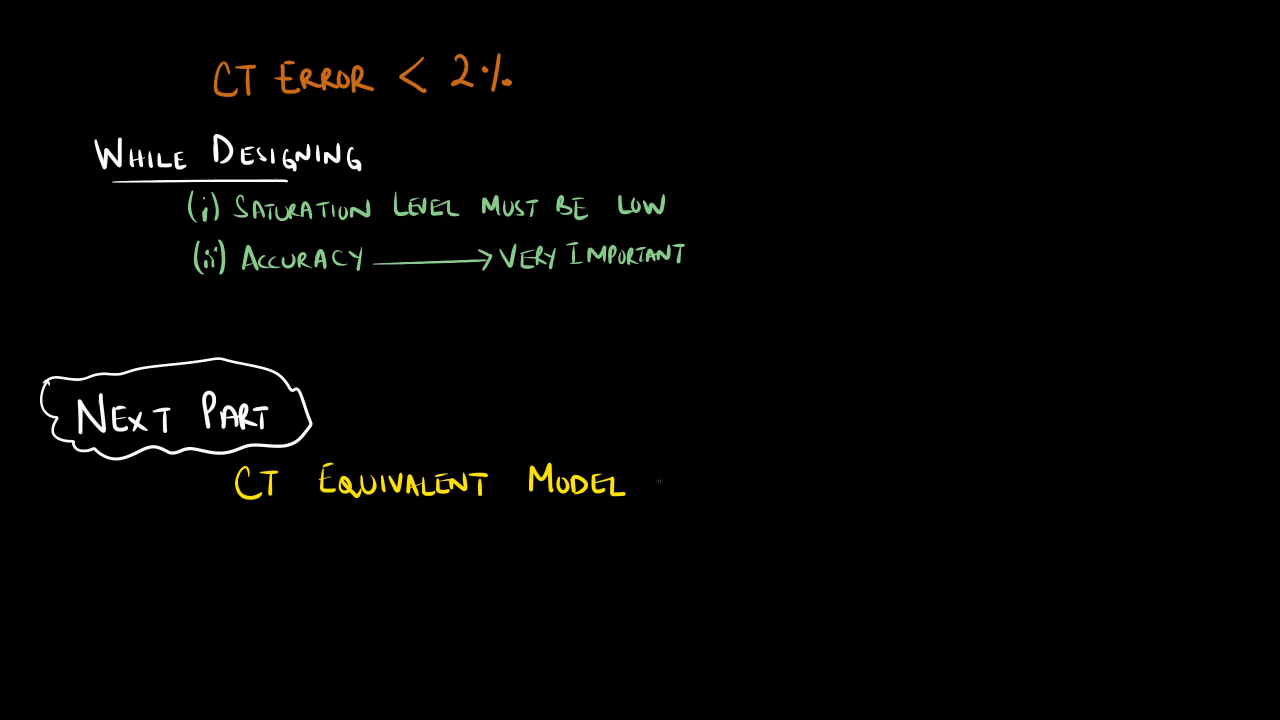 CT ERROR < 2%
WHILE DESIGNING
(i) SATURATION LEVEL MUST BE LOW
(ii) ACCURACY → VERY IMPORTANT
NEXT PART
CT EQUIVALENT MODEL